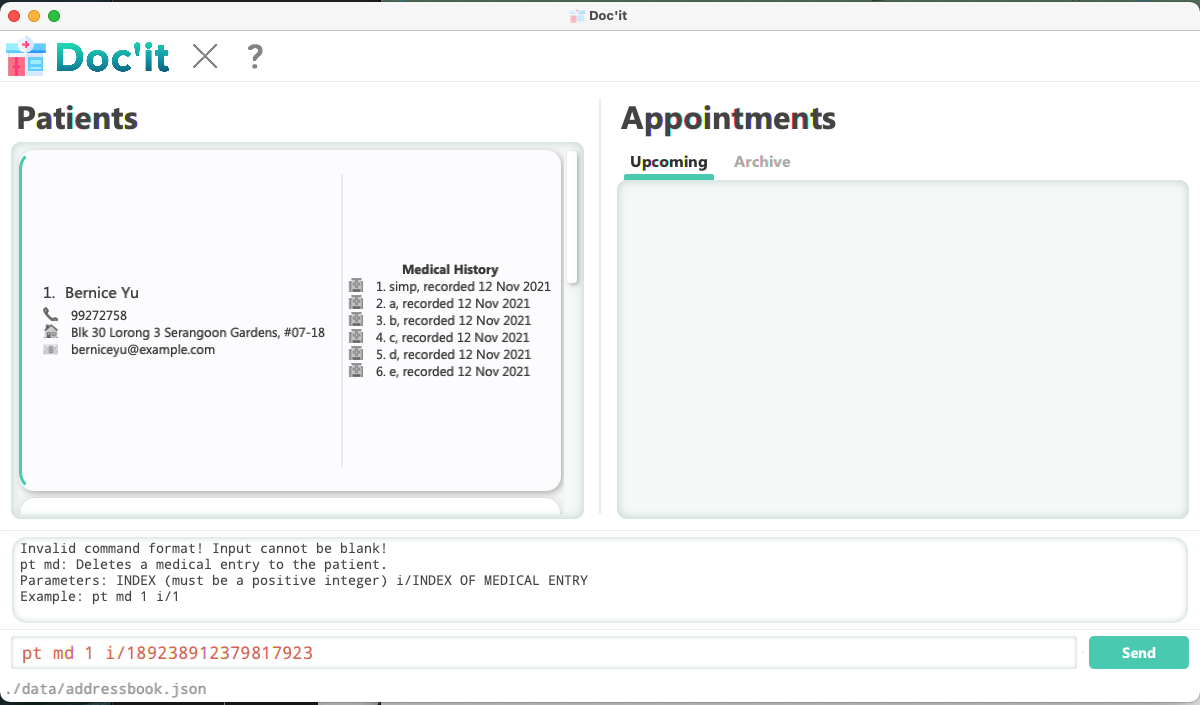 Doc'it
Doc'it
?
Patients
1. Bernice Yu
99272758
Blk 30 Lorong 3 Serangoon Gardens, #07-18
berniceyu@example.com
Medical History
1. simp, recorded 12 Nov 2021
2. a, recorded 12 Nov 2021
3. b, recorded 12 Nov 2021
4. c, recorded 12 Nov 2021
5. d, recorded 12 Nov 2021
6. e, recorded 12 Nov 2021
Appointments
Upcoming Archive
Invalid command format! Input cannot be blank!
pt md: Deletes a medical entry to the patient.
Parameters: INDEX (must be a positive integer) i/INDEX OF MEDICAL ENTRY
Example: pt md 1 i/1
pt md 1 i/189238912379817923
Send
./data/addressbook.json